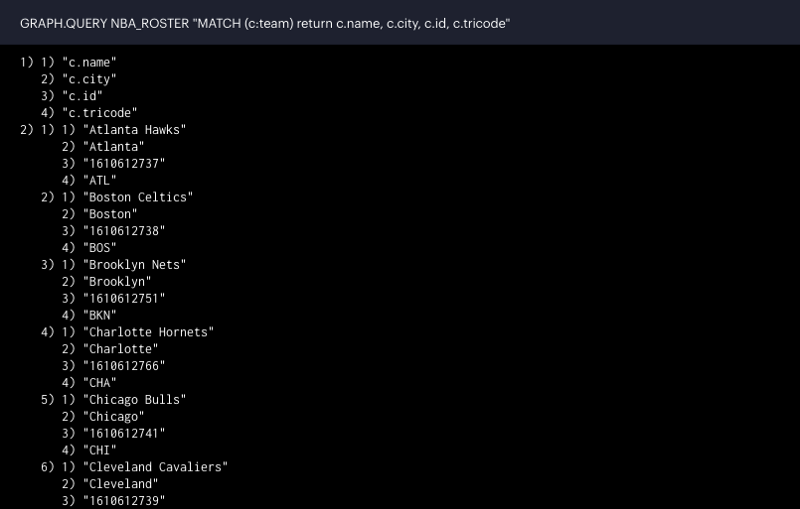 GRAPH.QUERY NBA_ROSTER "MATCH (c:team) return c.name, c.city, c.id, c.tricode"
1) 1) "c.name"
2) "c.city"
3) "c.id"
4) "c.tricode"
2) 1) 1) "Atlanta Hawks"
2) "Atlanta"
3) "1610612737"
4) "ATL"
2) 1) "Boston Celtics"
2) "Boston"
3) "1610612738"
4) "BOS"
3) 1) "Brooklyn Nets"
2) "Brooklyn"
3) "1610612751"
4) "BKN"
4) 1) "Charlotte Hornets"
2) "Charlotte"
3) "1610612766"
4) "CHA"
5) 1) "Chicago Bulls"
2) "Chicago"
3) "1610612741"
4) "CHI"
6) 1) "Cleveland Cavaliers"
2) "Cleveland"
3) "1610612739"